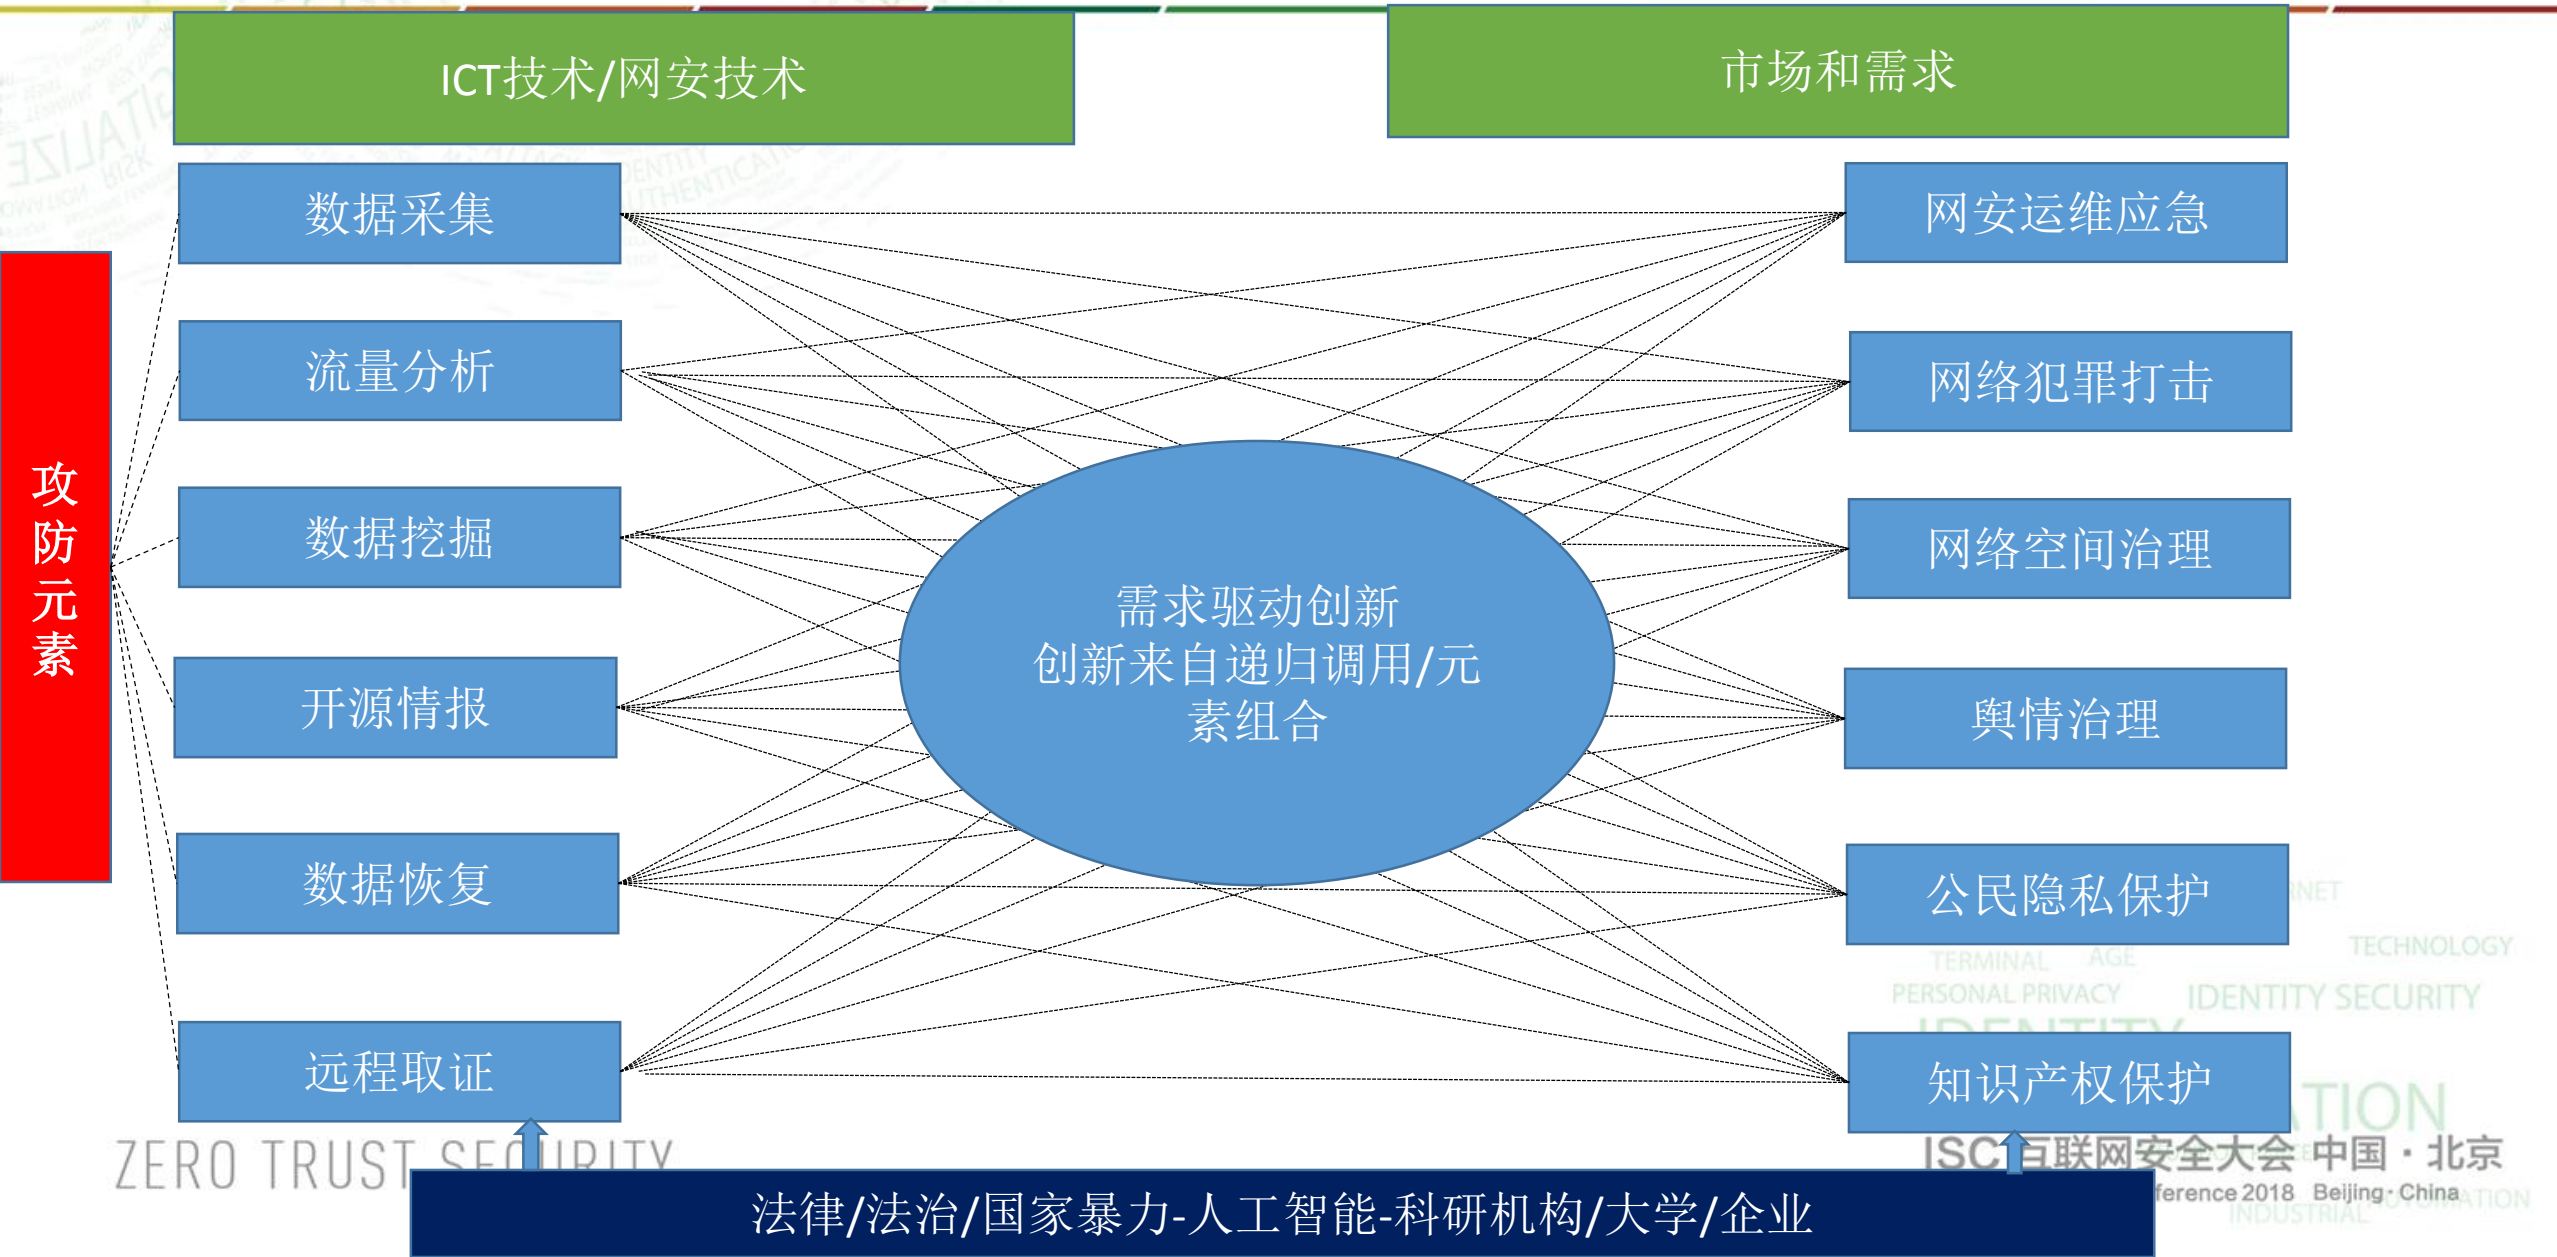 ICT技术/网安技术
市场和需求
数据采集
流量分析
数据挖掘
开源情报
数据恢复
远程取证
攻
防
元
素
需求驱动创新
创新来自递归调用/元
素组合
网安运维应急
网络犯罪打击
网络空间治理
舆情治理
公民隐私保护
知识产权保护
TECHNOLOGY
TERMINAL AGE
PERSONAL PRIVACY
IDENTITY SECURITY
IDENTITY
ZERO TRUST SECURITY
ISC 互联网安全大会 中国·北京
2018 Beijing·China
INDUSTRIAL
法律/法治/国家暴力-人工智能-科研机构/大学/企业